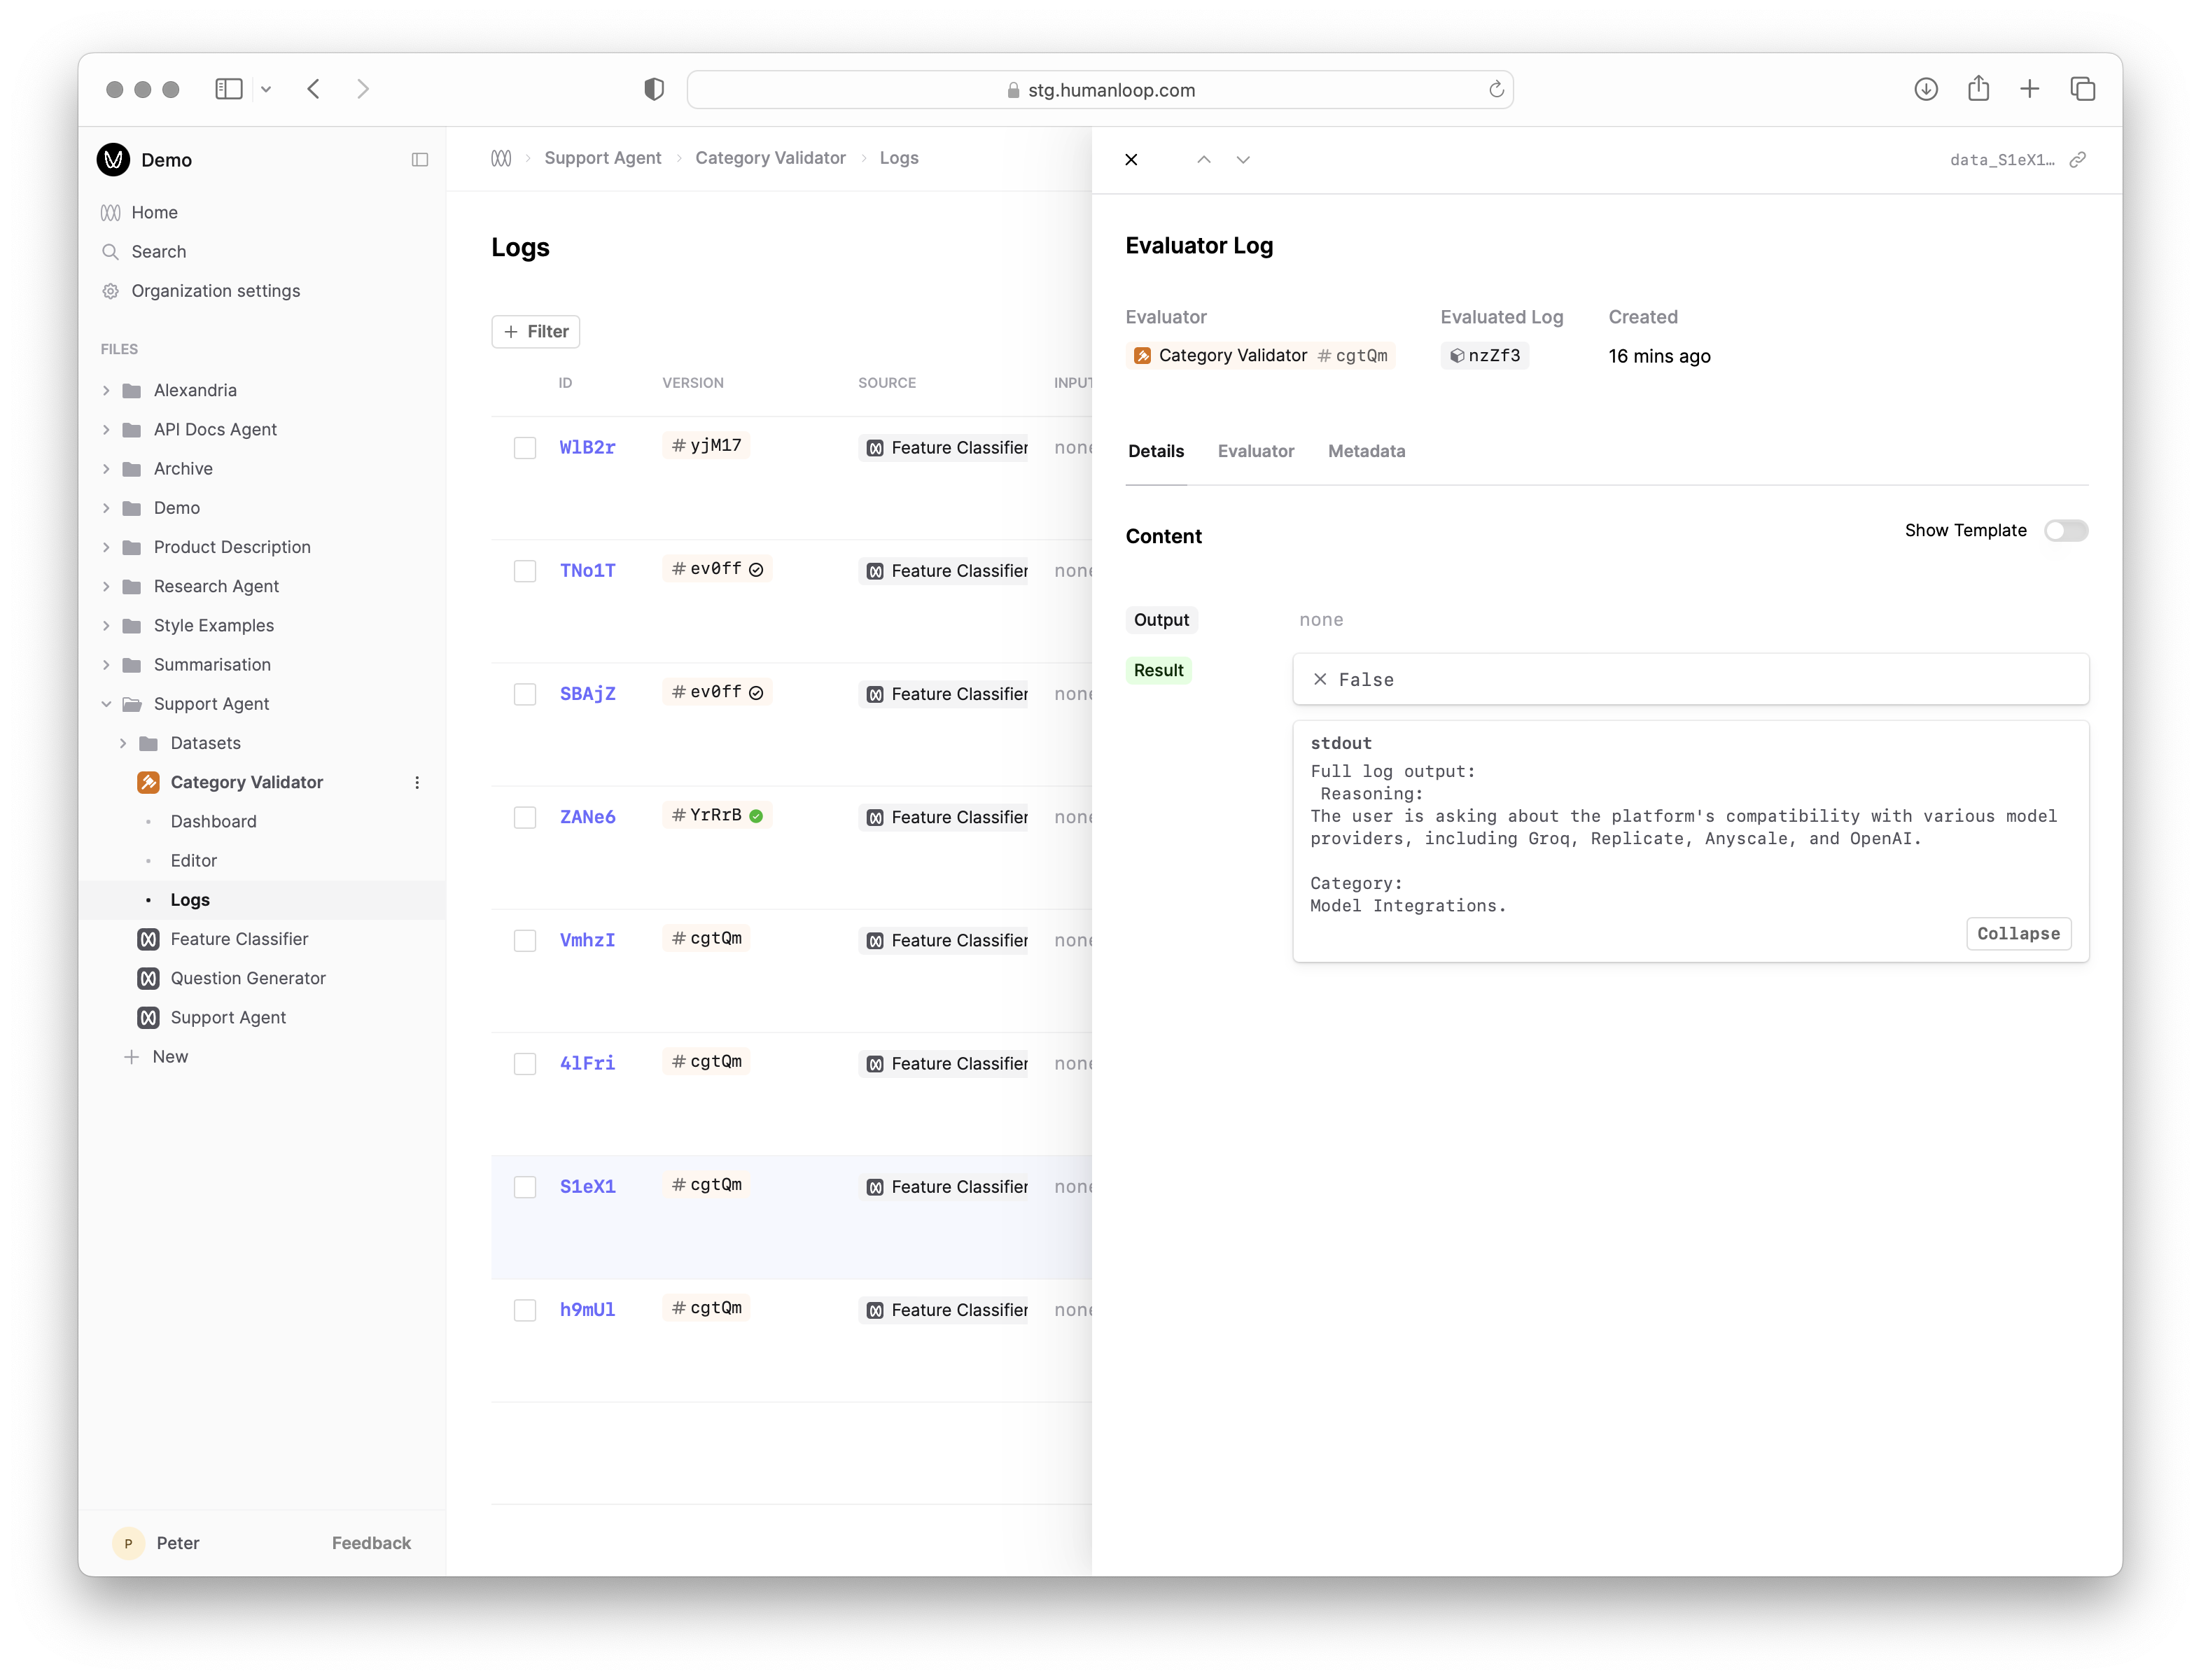 stg.humanloop.com
Demo
Home
Search
Organization settings
FILES
Alexandria
API Docs Agent
Archive
Demo
Product Description
Research Agent
Style Examples
Summarisation
Support Agent
Datasets
Category Validator
Dashboard
Editor
Logs
Feature Classifier
Question Generator
Support Agent
New
P Peter Feedback
Support Agent Category Validator Logs
Logs
Filter
ID VERSION SOURCE INPUT
WlB2r #yjM17 Feature Classifier none
TNo1T #ev0ff Feature Classifier none
SBAjZ #ev0ff Feature Classifier none
ZANe6 #YrRrB Feature Classifier none
VmhzI #cgtQm Feature Classifier none
4lFri #cgtQm Feature Classifier none
S1eX1 #cgtQm Feature Classifier none
h9mUl #cgtQm Feature Classifier none
data_S1eX1…
Evaluator Log
Evaluator Evaluated Log Created
Category Validator #cgtQm nzZf3 16 mins ago
Details Evaluator Metadata
Content Show Template
Output none
Result False
stdout
Full log output:
Reasoning:
The user is asking about the platform's compatibility with various model
providers, including Groq, Replicate, Anyscale, and OpenAI.
Category:
Model Integrations.
Collapse